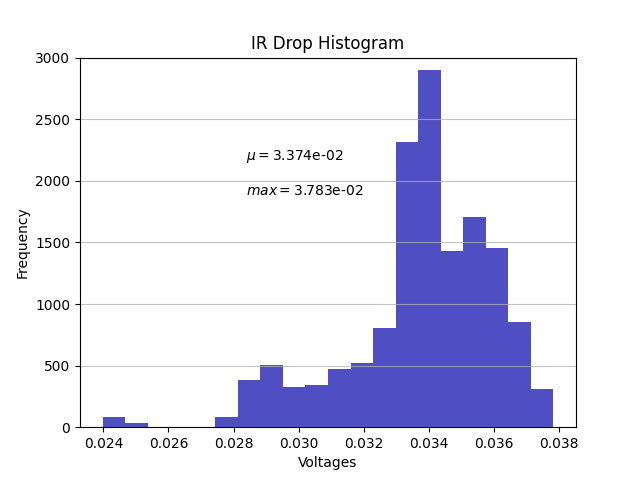 IR Drop Histogram
3000
2500
2000
1500
1000
500
0
Frequency
μ = 3.374e-02
max = 3.783e-02
0.024 0.026 0.028 0.030 0.032 0.034 0.036 0.038
Voltages